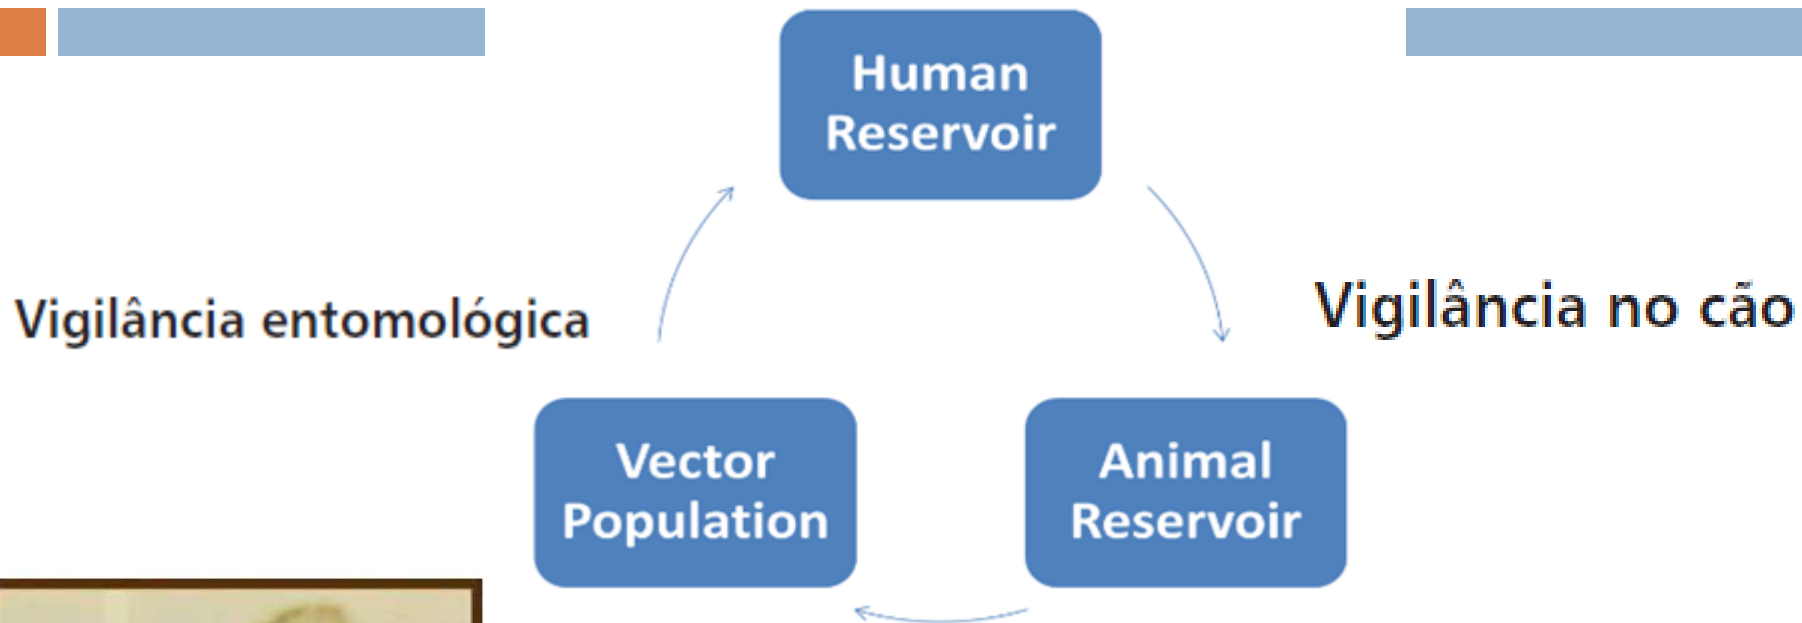 Human
Reservoir
Vigilância entomológica
Vigilância no cão
Vector
Population
Animal
Reservoir